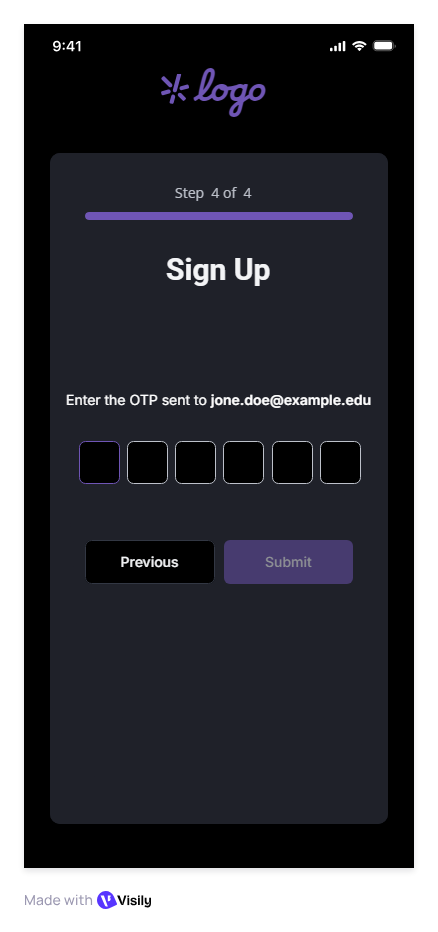 9:41
logo
Step 4 of 4
Sign Up
Enter the OTP sent to jone.doe@example.edu
Previous Submit
Made with Visily